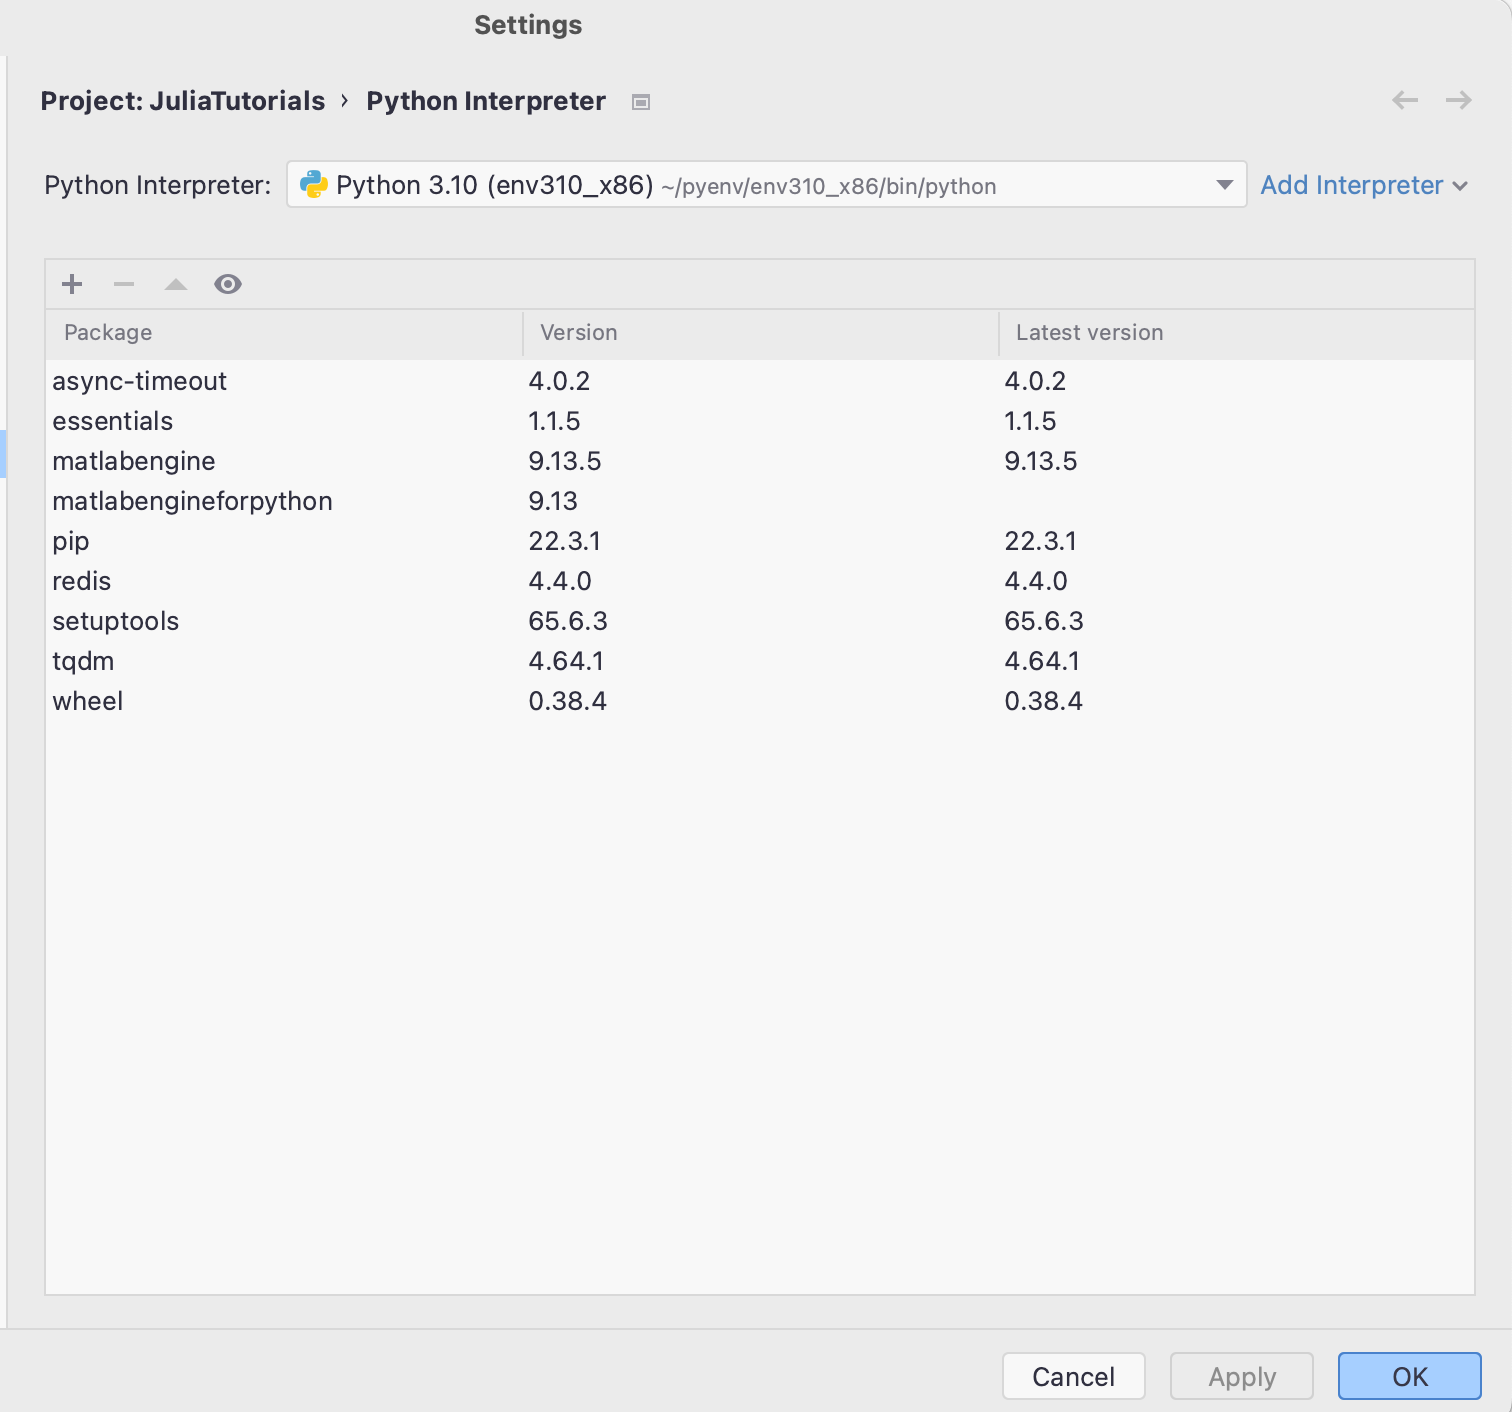 Settings
Project: JuliaTutorials › Python Interpreter
Python Interpreter: Python 3.10 (env310_x86) ~/pyenv/env310_x86/bin/python Add Interpreter
Package Version Latest version
async-timeout 4.0.2 4.0.2
essentials 1.1.5 1.1.5
matlabengine 9.13.5 9.13.5
matlabengineforpython 9.13
pip 22.3.1 22.3.1
redis 4.4.0 4.4.0
setuptools 65.6.3 65.6.3
tqdm 4.64.1 4.64.1
wheel 0.38.4 0.38.4
Cancel Apply OK